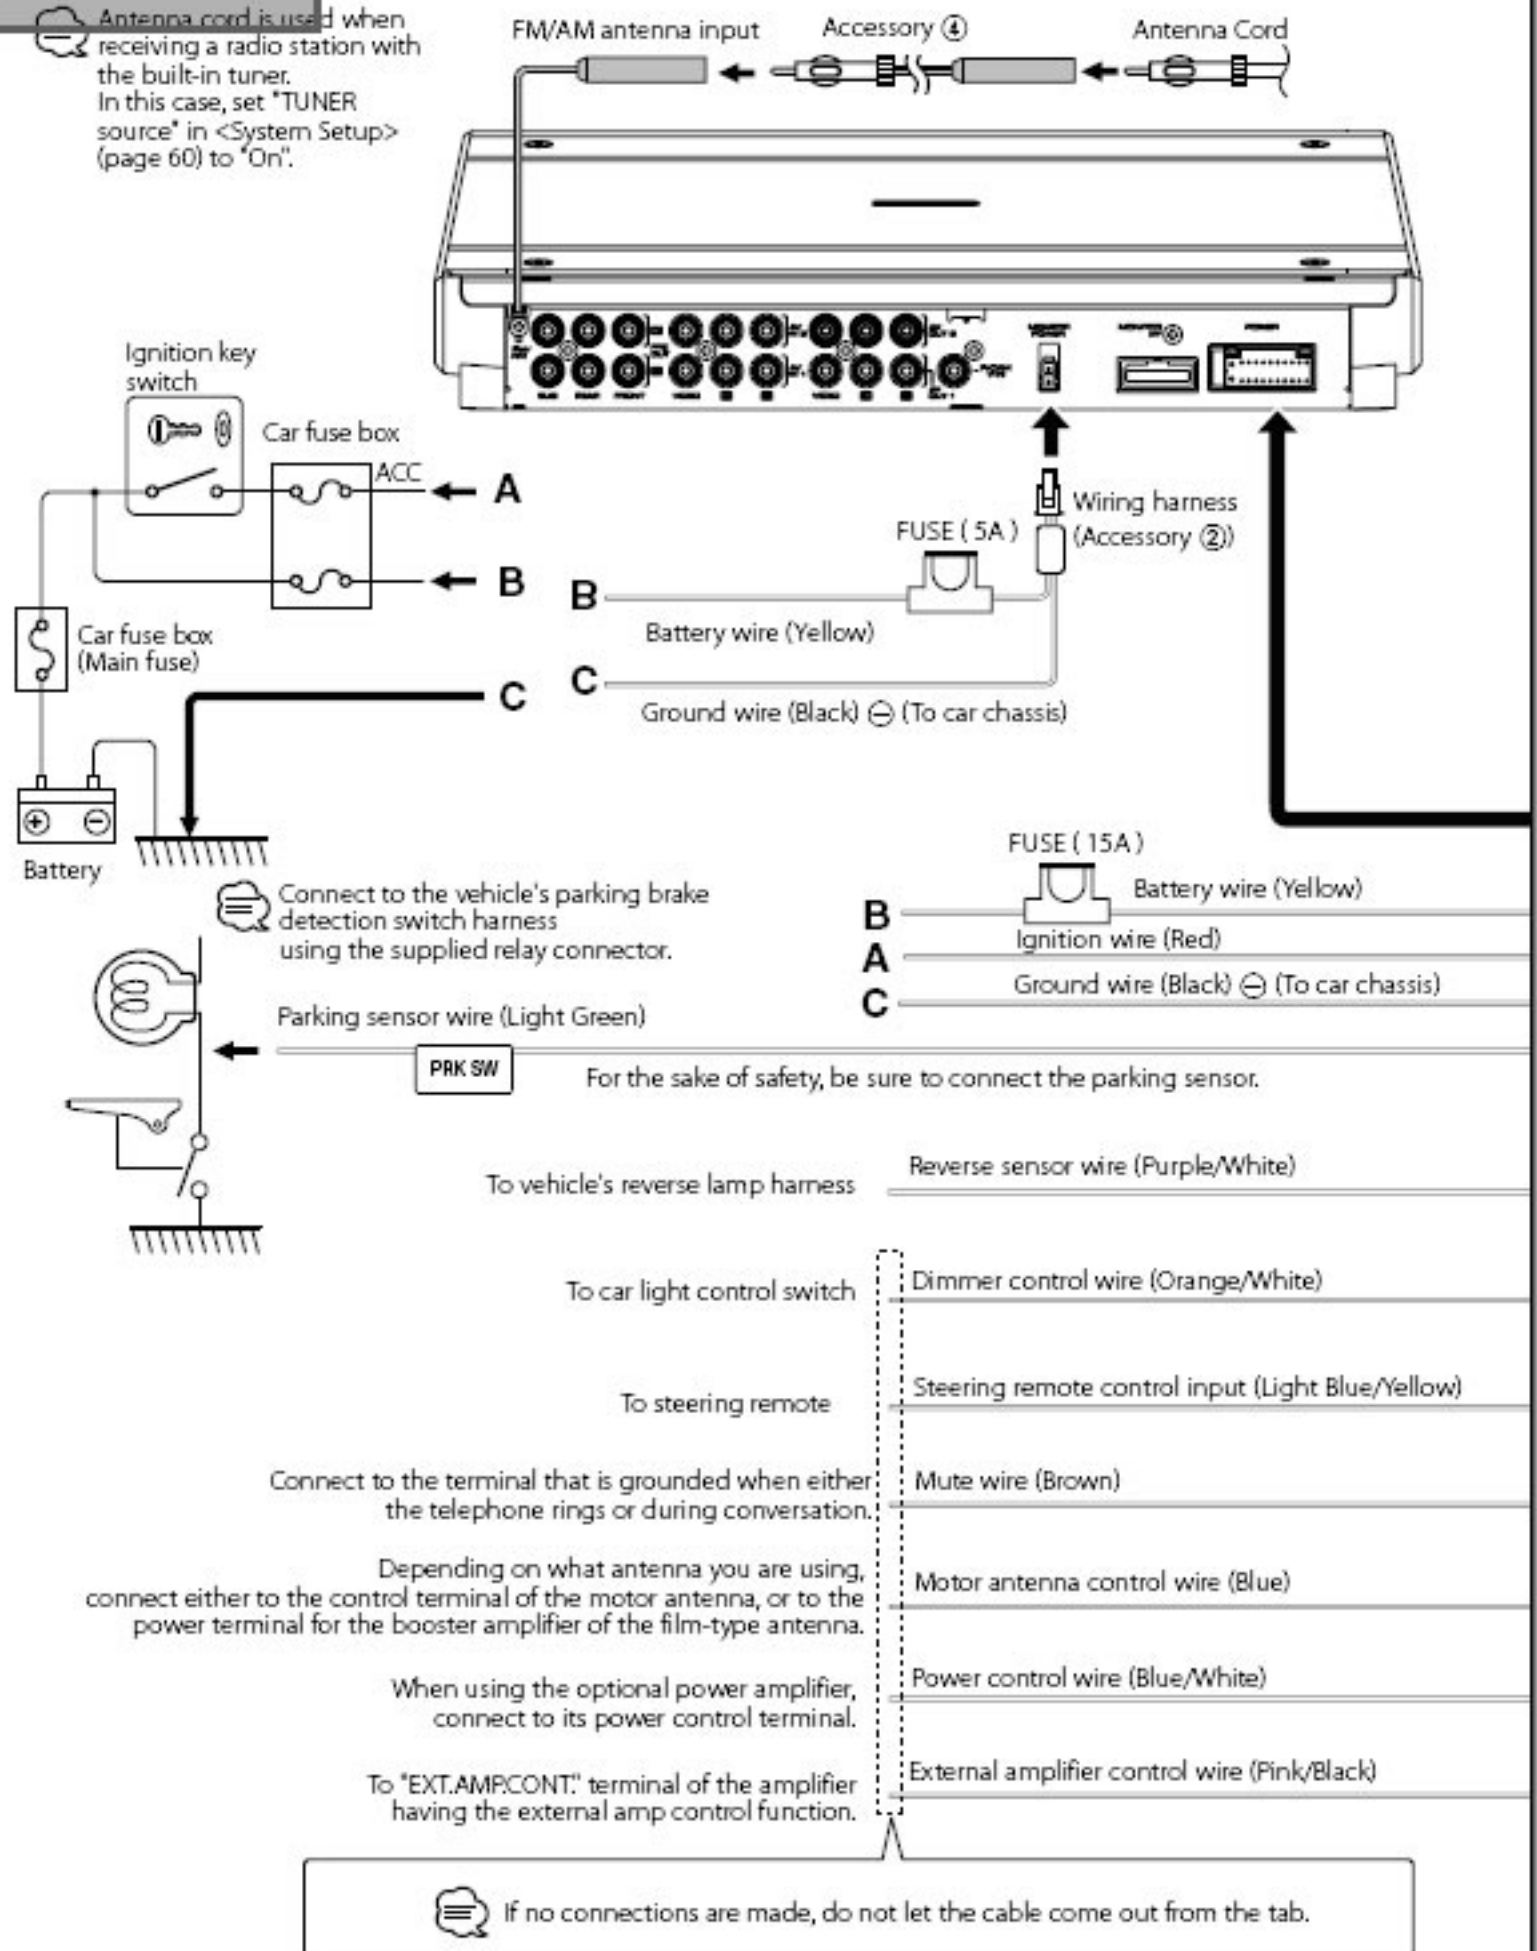 Antenna cord is used when
receiving a radio station with
the built-in tuner.
In this case, set "TUNER
source" in <System Setup>
(page 60) to "On".
FM/AM antenna input
Accessory ④
Antenna Cord
Ignition key
switch
Car fuse box
ACC
A
B
C
Car fuse box
(Main fuse)
Battery
FUSE ( 5A )
Wiring harness
(Accessory ②)
B
Battery wire (Yellow)
C
Ground wire (Black) ⊖ (To car chassis)
FUSE ( 15A )
B
Battery wire (Yellow)
A
Ignition wire (Red)
C
Ground wire (Black) ⊖ (To car chassis)
Connect to the vehicle's parking brake
detection switch harness
using the supplied relay connector.
Parking sensor wire (Light Green)
PRK SW
For the sake of safety, be sure to connect the parking sensor.
To vehicle's reverse lamp harness
Reverse sensor wire (Purple/White)
To car light control switch
Dimmer control wire (Orange/White)
To steering remote
Steering remote control input (Light Blue/Yellow)
Connect to the terminal that is grounded when either
the telephone rings or during conversation.
Mute wire (Brown)
Depending on what antenna you are using,
connect either to the control terminal of the motor antenna, or to the
power terminal for the booster amplifier of the film-type antenna.
Motor antenna control wire (Blue)
When using the optional power amplifier,
connect to its power control terminal.
Power control wire (Blue/White)
To "EXT.AMP.CONT." terminal of the amplifier
having the external amp control function.
External amplifier control wire (Pink/Black)
If no connections are made, do not let the cable come out from the tab.